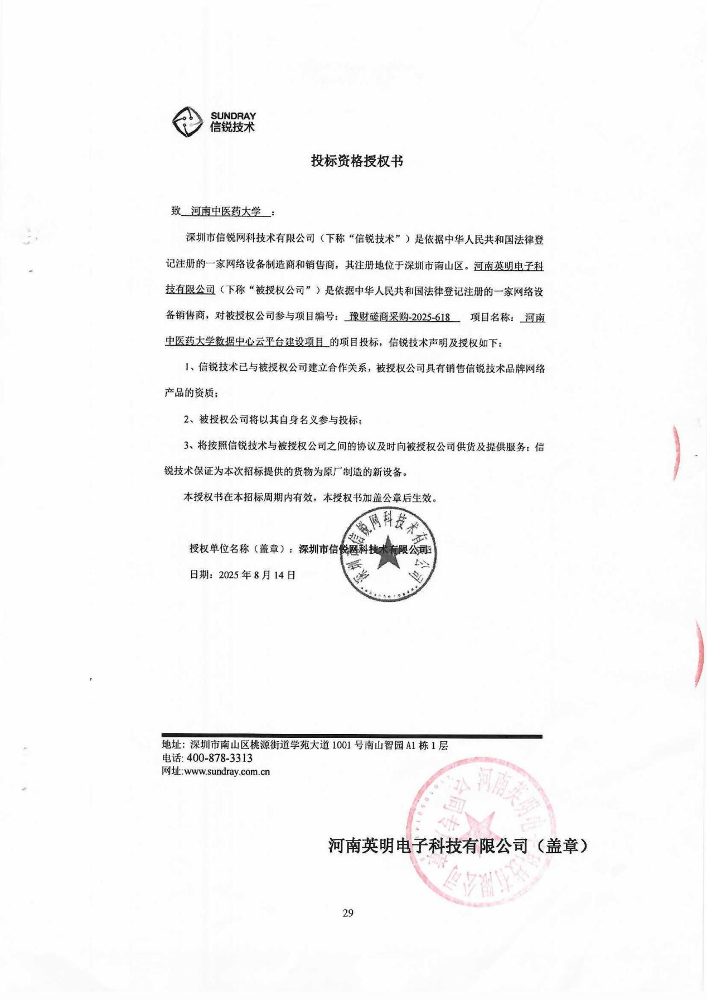 SUNDRAY
信锐技术
投标资格授权书
致 河南中医药大学 ：
深圳市信锐网科技术有限公司（下称“信锐技术”）是依据中华人民共和国法律登
记注册的一家网络设备制造商和销售商，其注册地位于深圳市南山区。河南英明电子科
技有限公司（下称“被授权公司”）是依据中华人民共和国法律登记注册的一家网络设
备销售商，对被授权公司参与项目编号： 豫财磋商采购-2025-618 项目名称： 河南
中医药大学数据中心云平台建设项目 的项目投标，信锐技术声明及授权如下：
1、信锐技术已与被授权公司建立合作关系，被授权公司具有销售信锐技术品牌网络
产品的资质；
2、被授权公司将以其自身名义参与投标；
3、将按照信锐技术与被授权公司之间的协议及时向被授权公司供货及提供服务；信
锐技术保证为本次招标提供的货物为原厂制造的新设备。
本授权书在本招标周期内有效，本授权书加盖公章后生效。
授权单位名称（盖章）：深圳市信锐网科技术有限公司
深圳市信锐网科技术有限公司
日期：2025 年 8 月 14 日
地址：深圳市南山区桃源街道学苑大道 1001 号南山智园 A1 栋 1 层
电话: 400-878-3313
网址:www.sundray.com.cn
河南英明电子科技有限公司
合同专用章
河南英明电子科技有限公司（盖章）
29